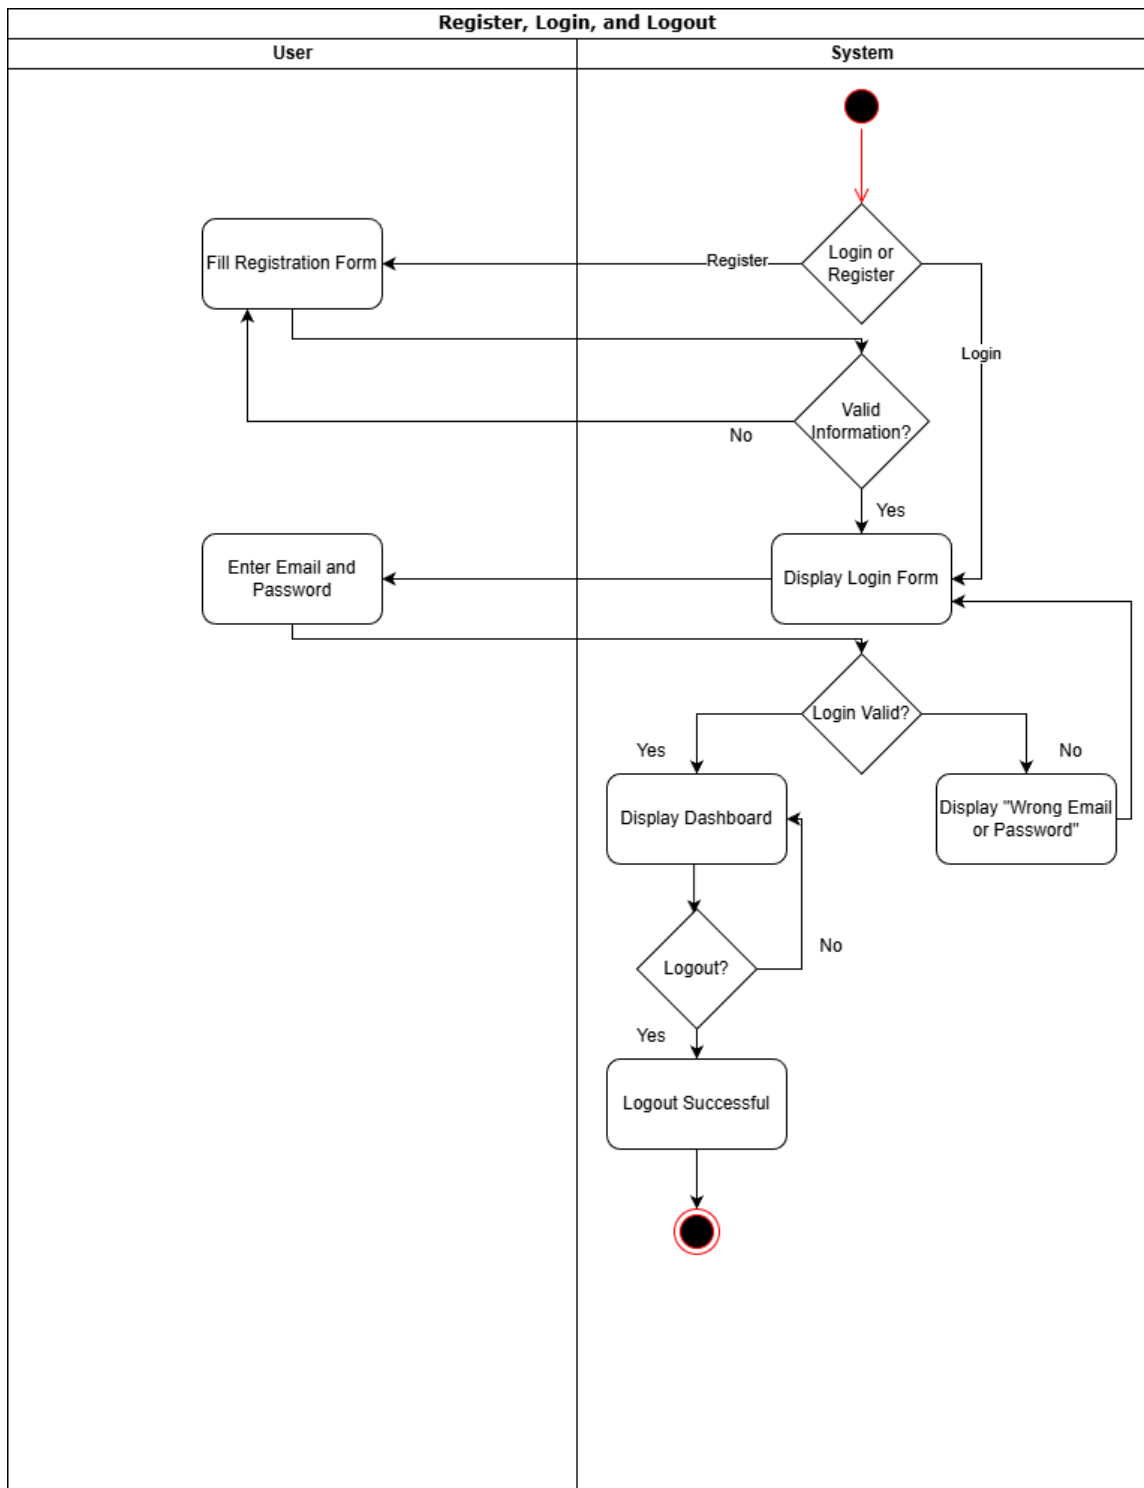 Register, Login, and Logout
User
System
Login or
Register
Register
Fill Registration Form
Login
Valid
Information?
No
Yes
Enter Email and
Password
Display Login Form
Login Valid?
Yes
No
Display Dashboard
Display "Wrong Email
or Password"
No
Logout?
Yes
Logout Successful